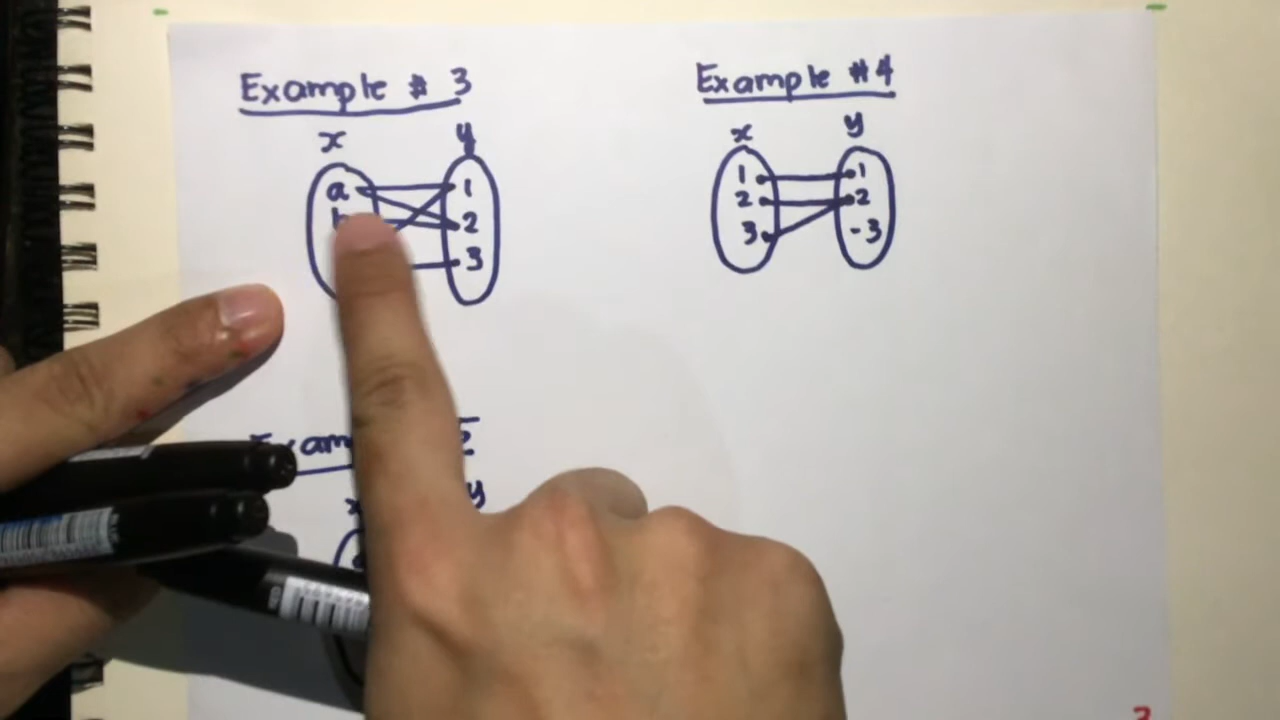 Example # 3
x y
a 1
b 2
3
Example #4
x y
1 1
2 2
3 -3
x y